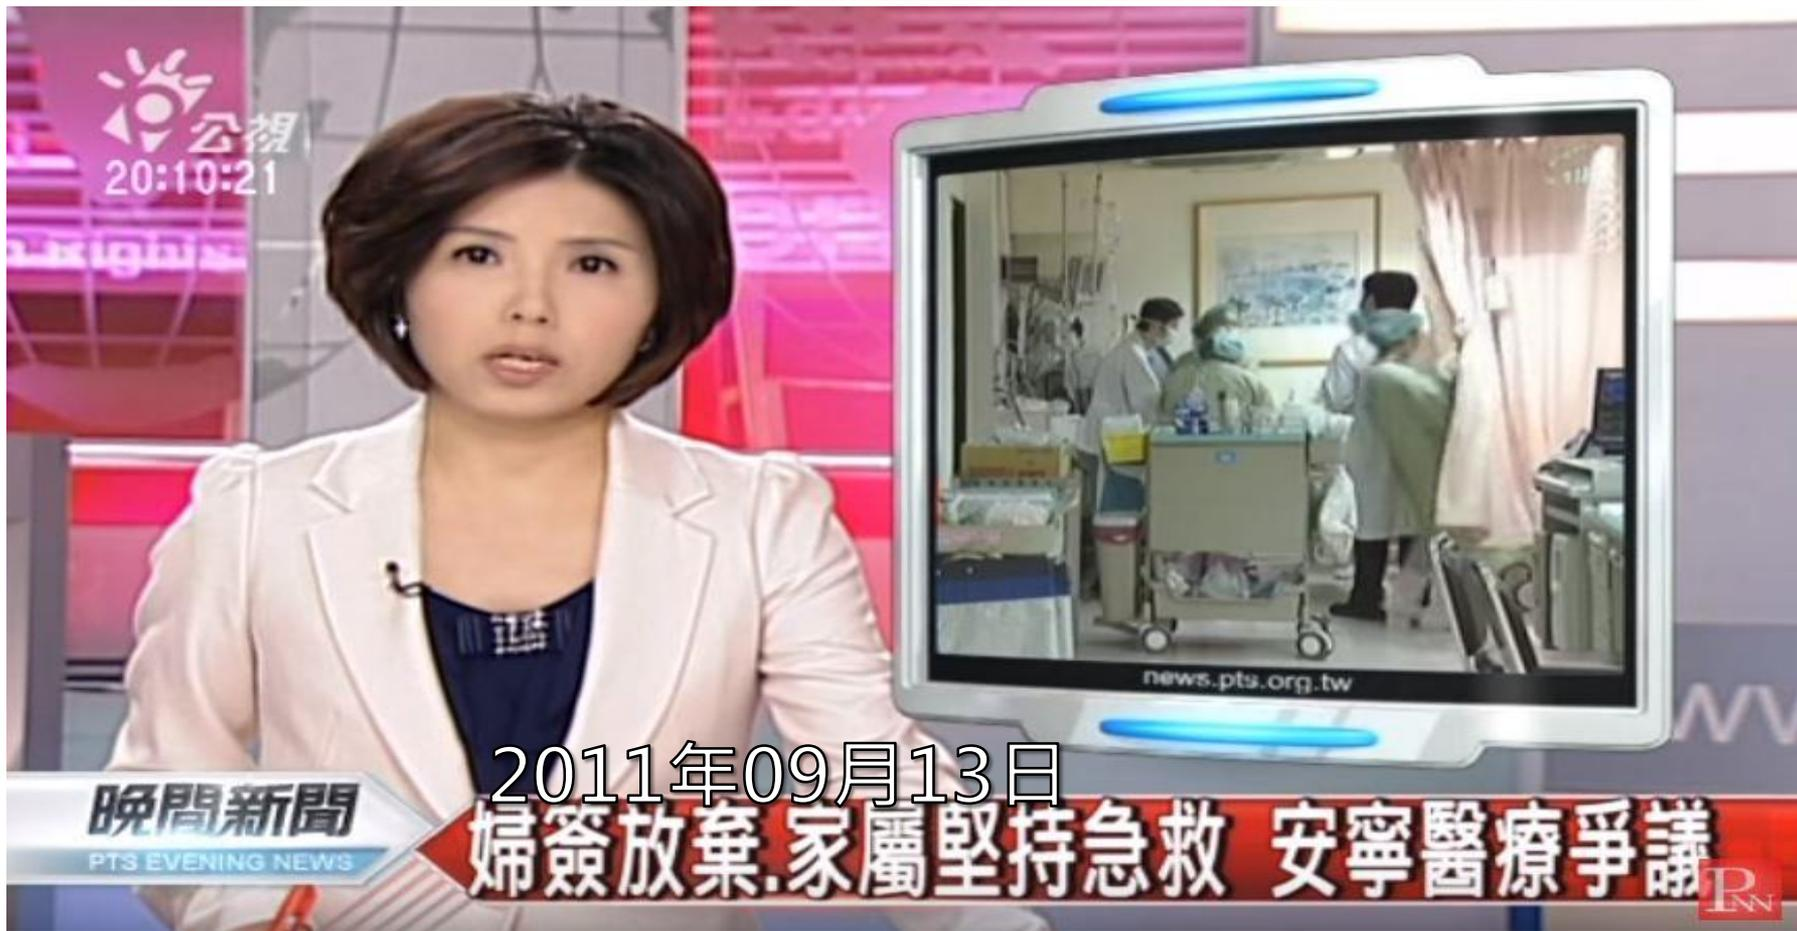 公視
20:10:21
news.pts.org.tw
2011年09月13日
晚間新聞
PTS EVENING NEWS
婦簽放棄.家屬堅持急救 安寧醫療爭議
PNN